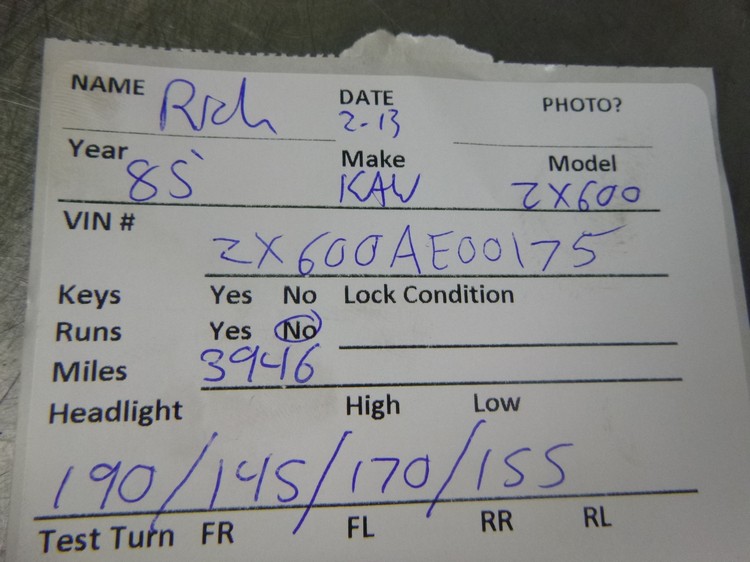 NAME Rich DATE 2-13 PHOTO?
Year 85 Make KAW Model ZX600
VIN # ZX600AE00175
Keys Yes No Lock Condition
Runs Yes No
Miles 3946
Headlight High Low
190/145/170/155
Test Turn FR FL RR RL